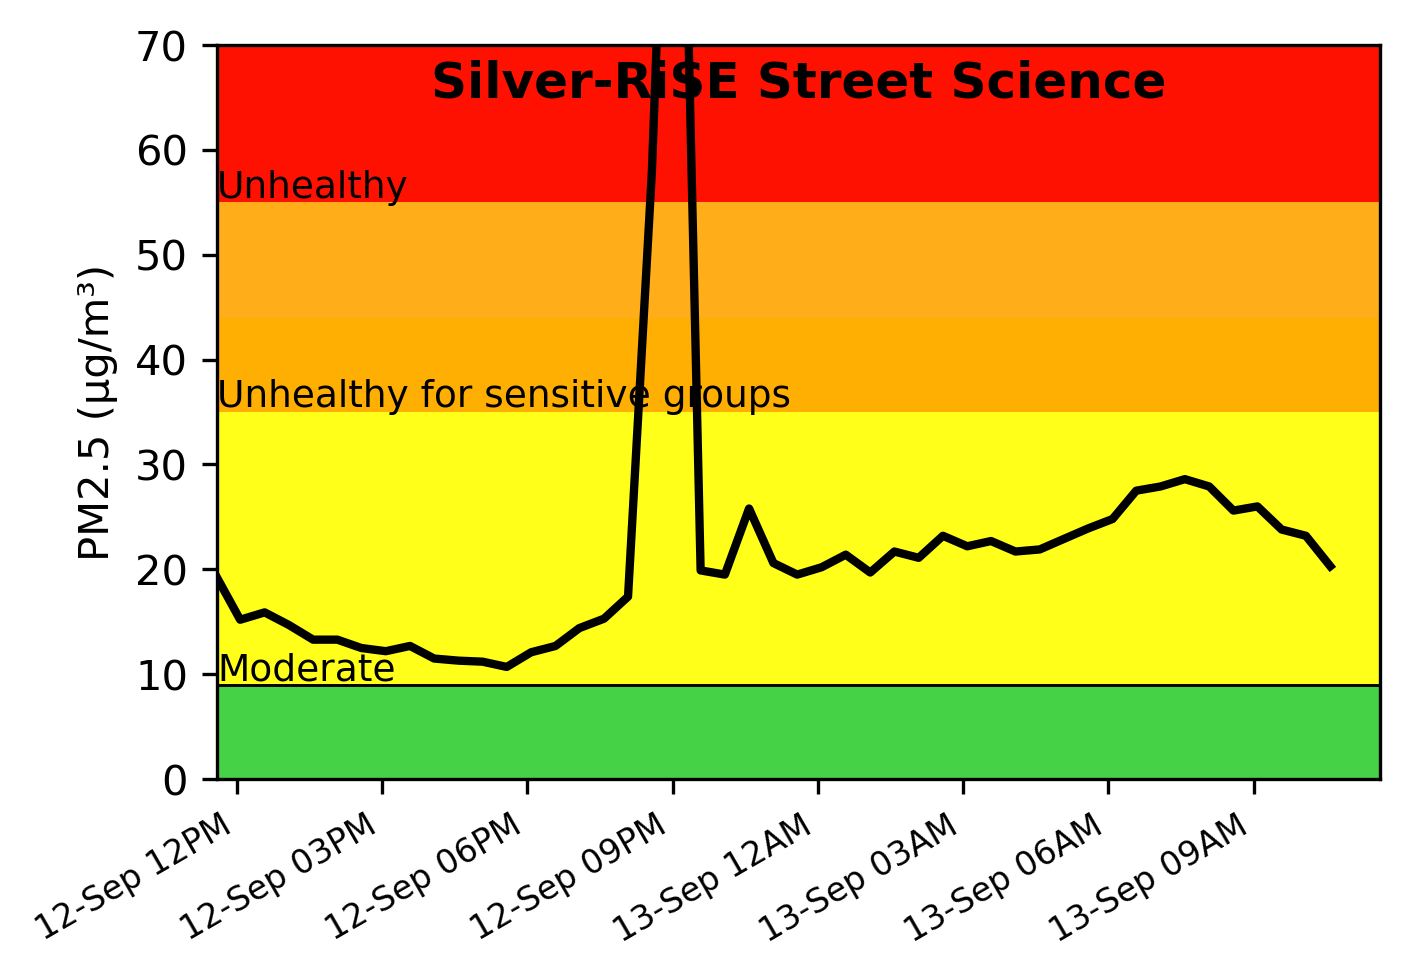 Silver-RiSE Street Science
70
60
50
40
30
20
10
0
PM2.5 (µg/m³)
Unhealthy
Unhealthy for sensitive groups
Moderate
12-Sep 12PM
12-Sep 03PM
12-Sep 06PM
12-Sep 09PM
13-Sep 12AM
13-Sep 03AM
13-Sep 06AM
13-Sep 09AM